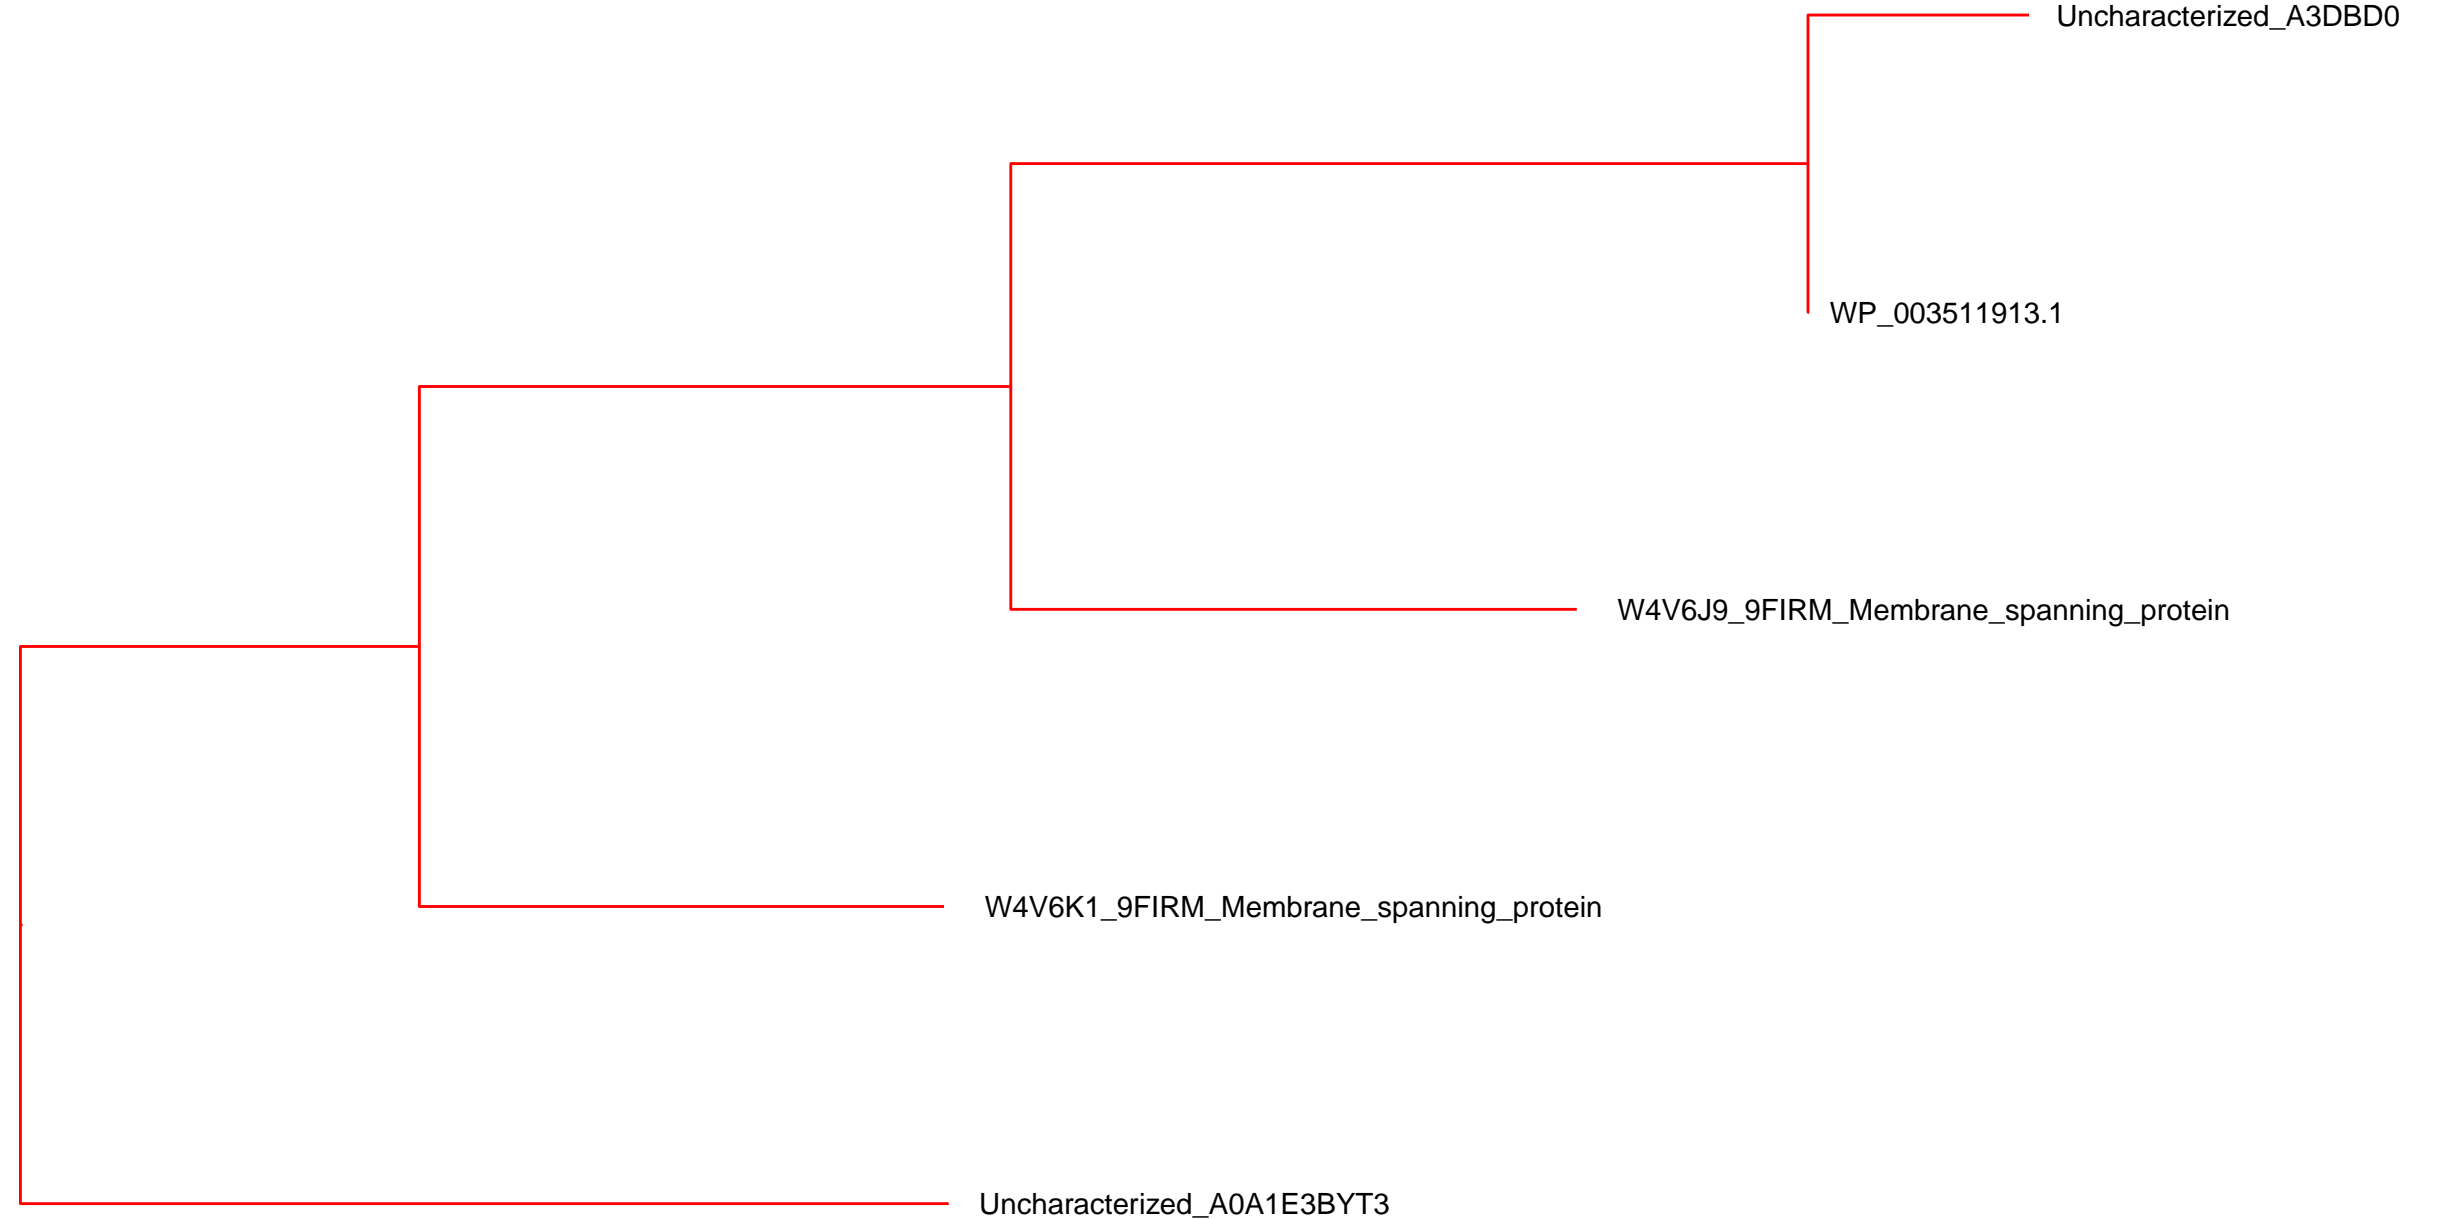 Uncharacterized_A3DBD0
WP_003511913.1
W4V6J9_9FIRM_Membrane_spanning_protein
W4V6K1_9FIRM_Membrane_spanning_protein
Uncharacterized_A0A1E3BYT3